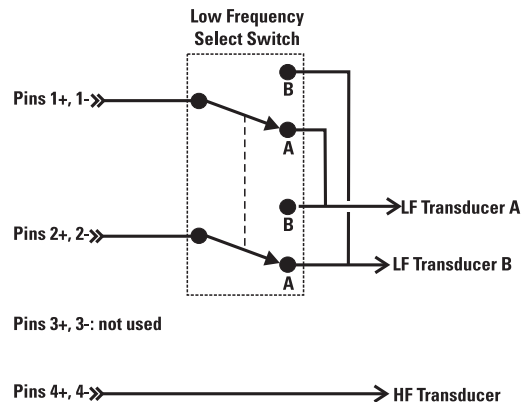 Low Frequency
Select Switch
B
Pins 1+, 1-
A
B
LF Transducer A
Pins 2+, 2-
LF Transducer B
A
Pins 3+, 3-: not used
Pins 4+, 4-
HF Transducer